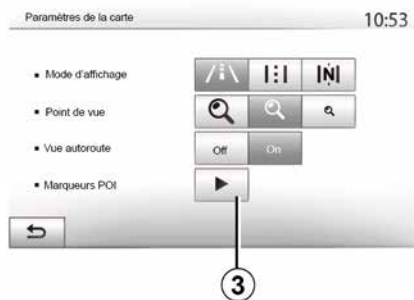 Paramètres de la carte 10:53
▪ Mode d'affichage N
▪ Point de vue
▪ Vue autoroute Off On
▪ Marqueurs POI
3